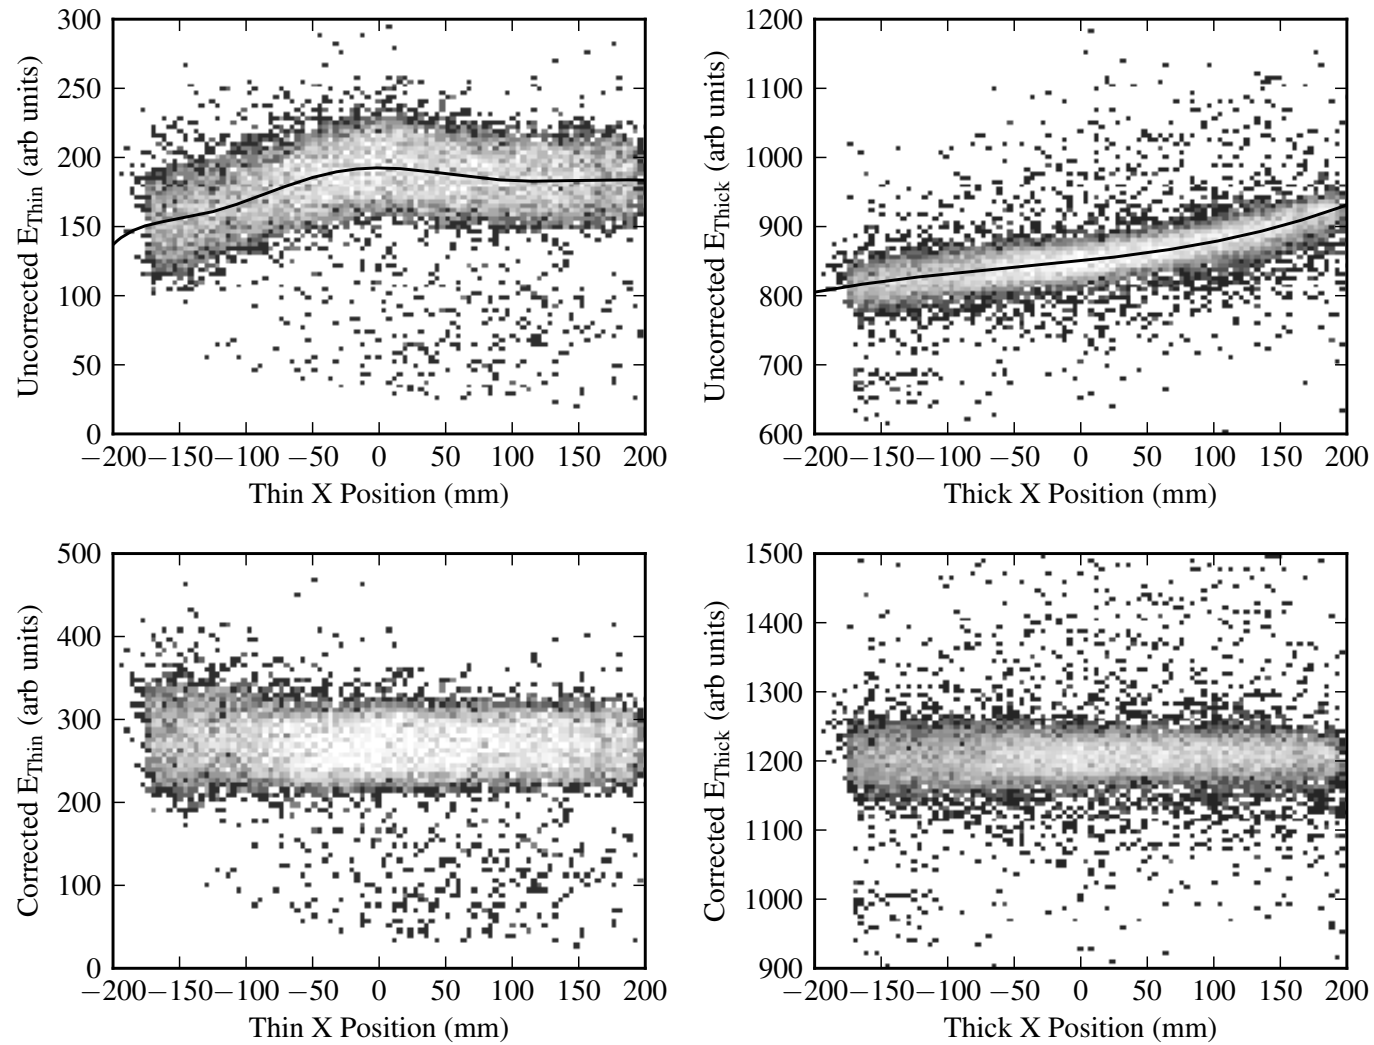 Uncorrected E_Thin (arb units)
300
250
200
150
100
50
0
−200 −150 −100 −50 0 50 100 150 200
Thin X Position (mm)
Uncorrected E_Thick (arb units)
1200
1100
1000
900
800
700
600
−200 −150 −100 −50 0 50 100 150 200
Thick X Position (mm)
Corrected E_Thin (arb units)
500
400
300
200
100
0
−200 −150 −100 −50 0 50 100 150 200
Thin X Position (mm)
Corrected E_Thick (arb units)
1500
1400
1300
1200
1100
1000
900
−200 −150 −100 −50 0 50 100 150 200
Thick X Position (mm)